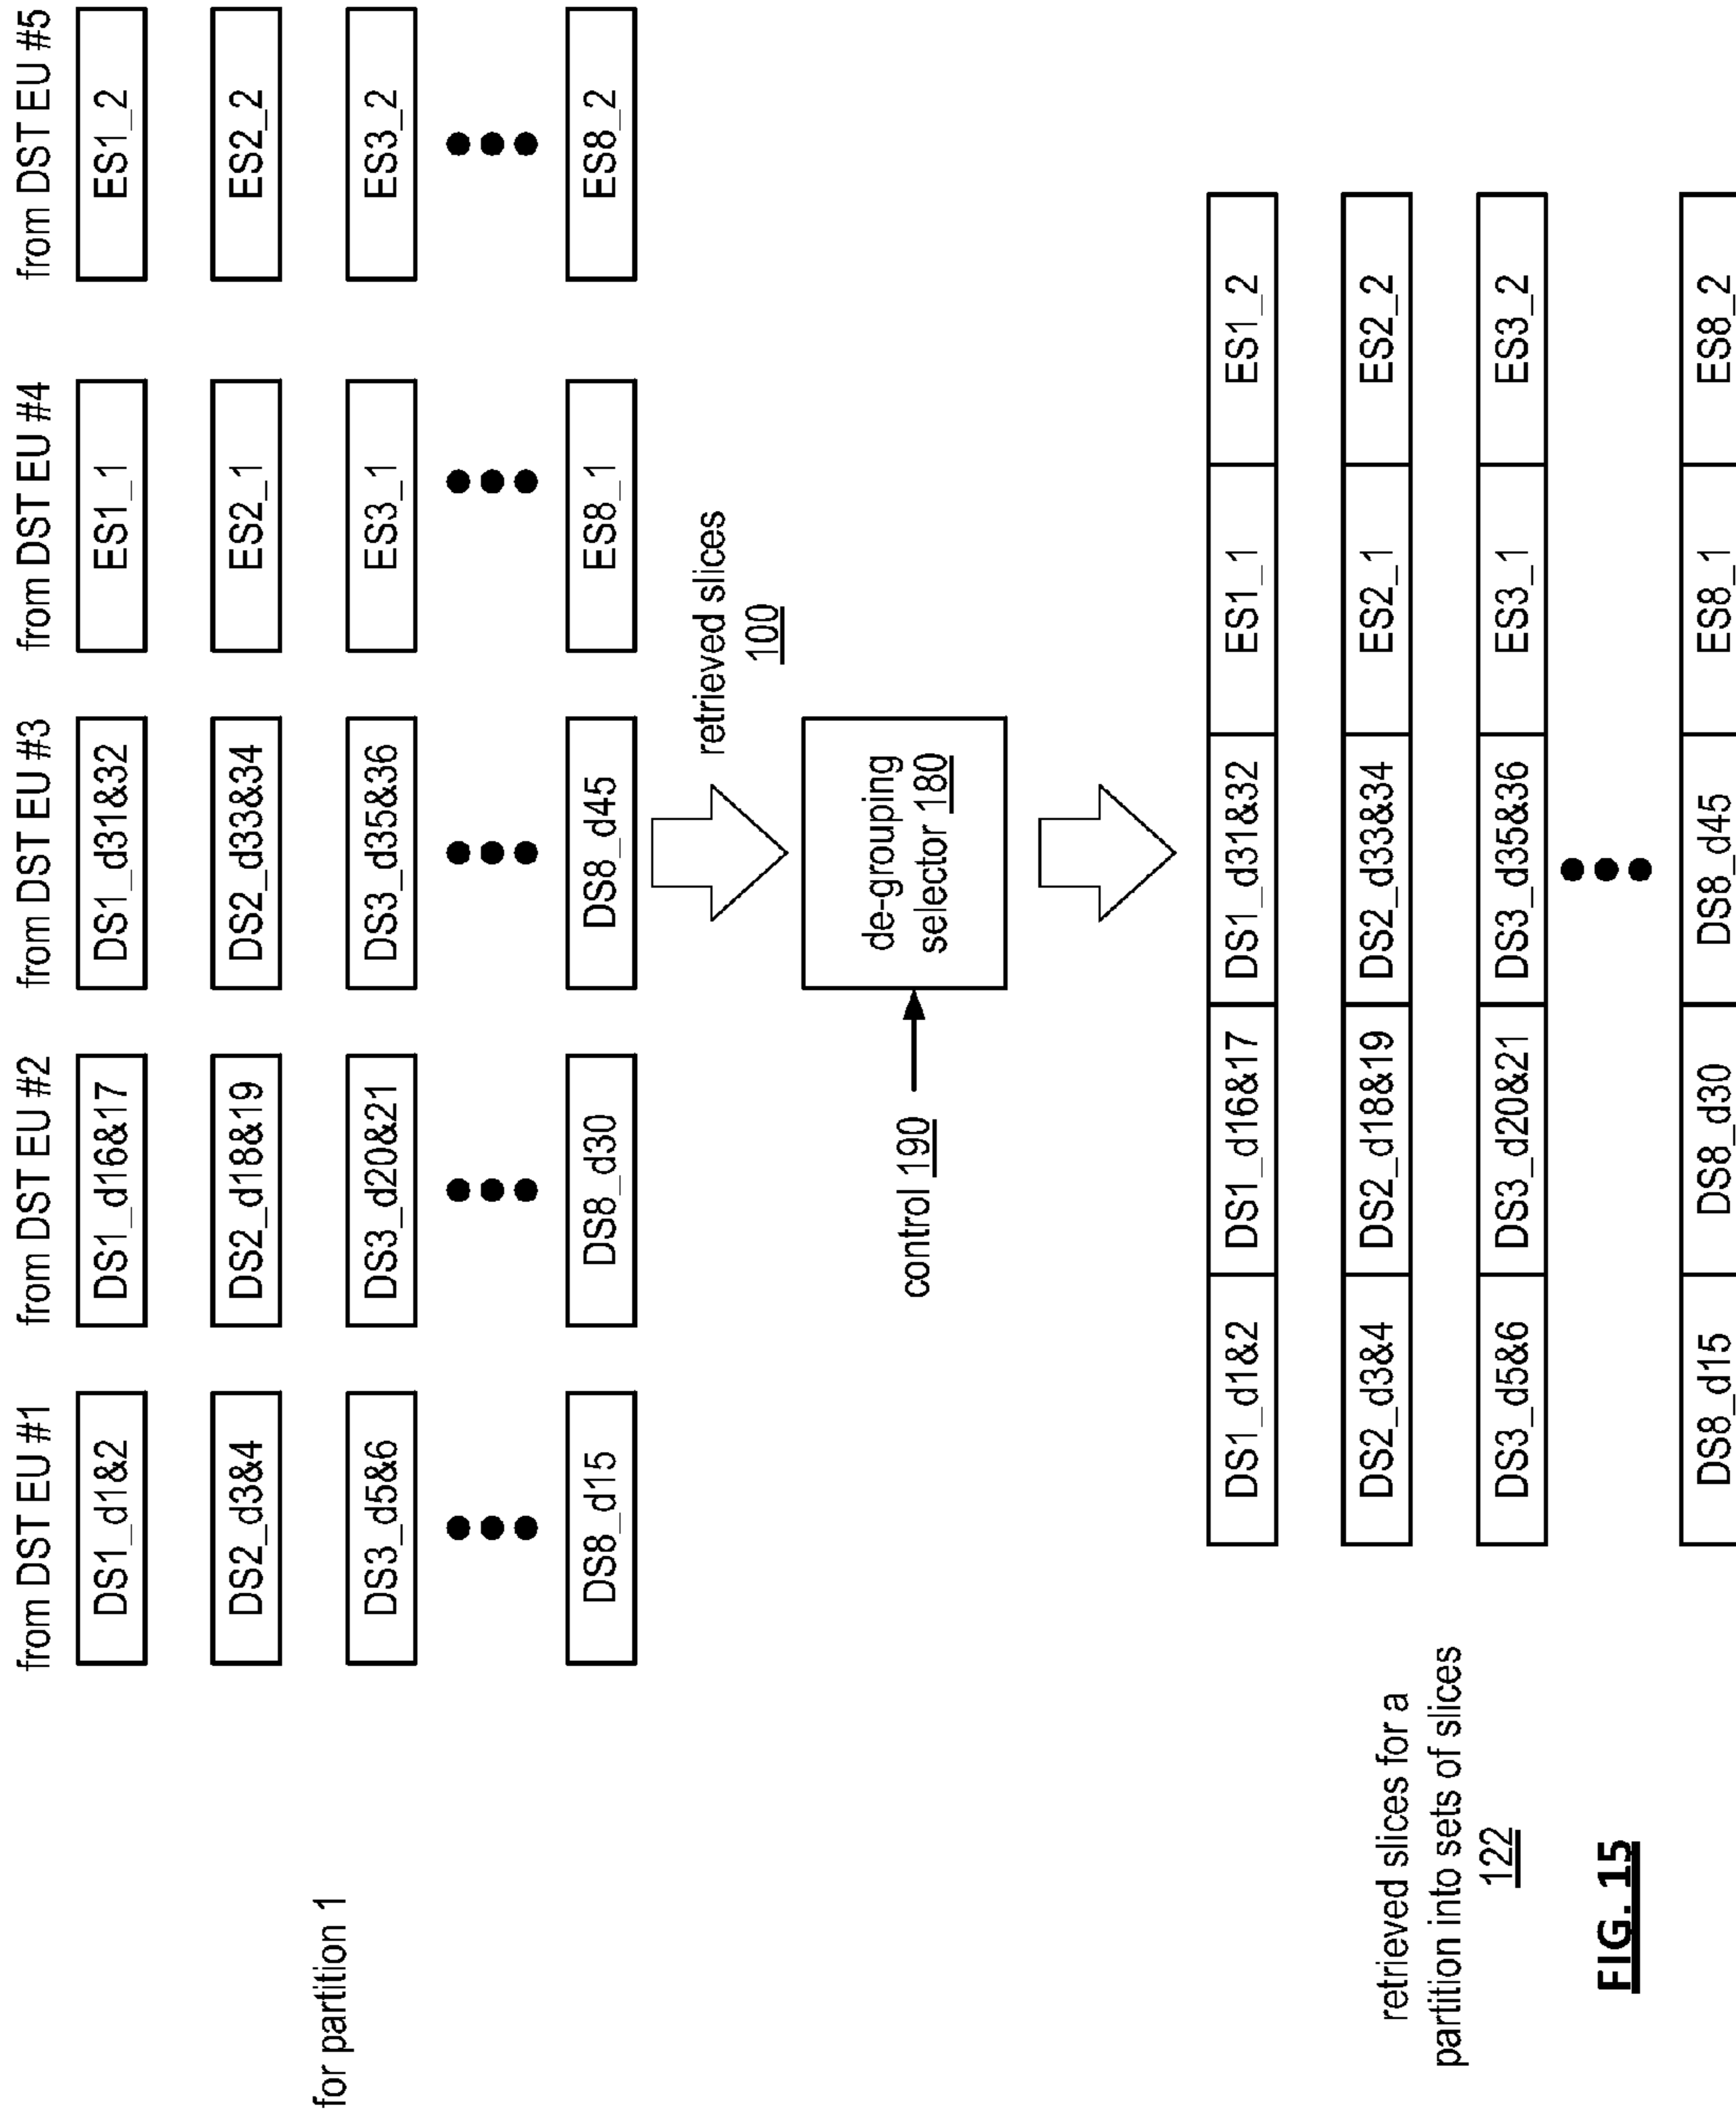 for partition 1
from DST EU #1
from DST EU #2
from DST EU #3
from DST EU #4
from DST EU #5
DS1_d1&2
DS1_d16&17
DS1_d31&32
ES1_1
ES1_2
DS2_d3&4
DS2_d18&19
DS2_d33&34
ES2_1
ES2_2
DS3_d5&6
DS3_d20&21
DS3_d35&36
ES3_1
ES3_2
DS8_d15
DS8_d30
DS8_d45
ES8_1
ES8_2
retrieved slices
100
control 190
de-grouping
selector 180
retrieved slices for a
partition into sets of slices
122
DS1_d1&2
DS1_d16&17
DS1_d31&32
ES1_1
ES1_2
DS2_d3&4
DS2_d18&19
DS2_d33&34
ES2_1
ES2_2
DS3_d5&6
DS3_d20&21
DS3_d35&36
ES3_1
ES3_2
DS8_d15
DS8_d30
DS8_d45
ES8_1
ES8_2
FIG. 15